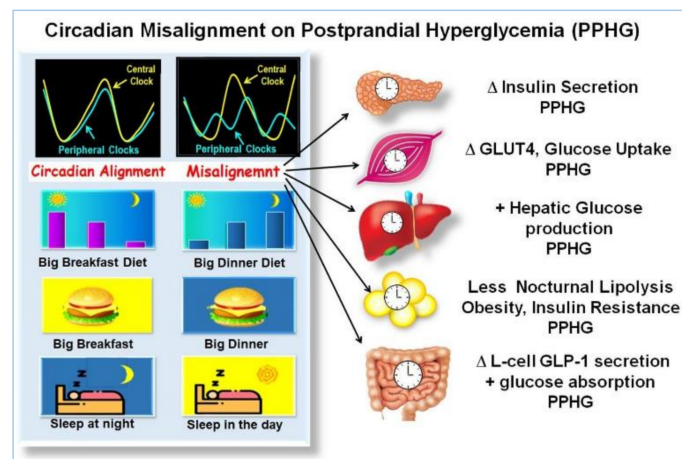 Circadian Misalignment on Postprandial Hyperglycemia (PPHG)
Central
Clock
Peripheral Clocks
Central
Clock
Peripheral Clocks
Circadian Alignment
Misalignemnt
Big Breakfast Diet
Big Dinner Diet
Big Breakfast
Big Dinner
z
z
Sleep at night
z
z
Sleep in the day
Δ Insulin Secretion
PPHG
Δ GLUT4, Glucose Uptake
PPHG
+ Hepatic Glucose
production
PPHG
Less Nocturnal Lipolysis
Obesity, Insulin Resistance
PPHG
Δ L-cell GLP-1 secretion
+ glucose absorption
PPHG